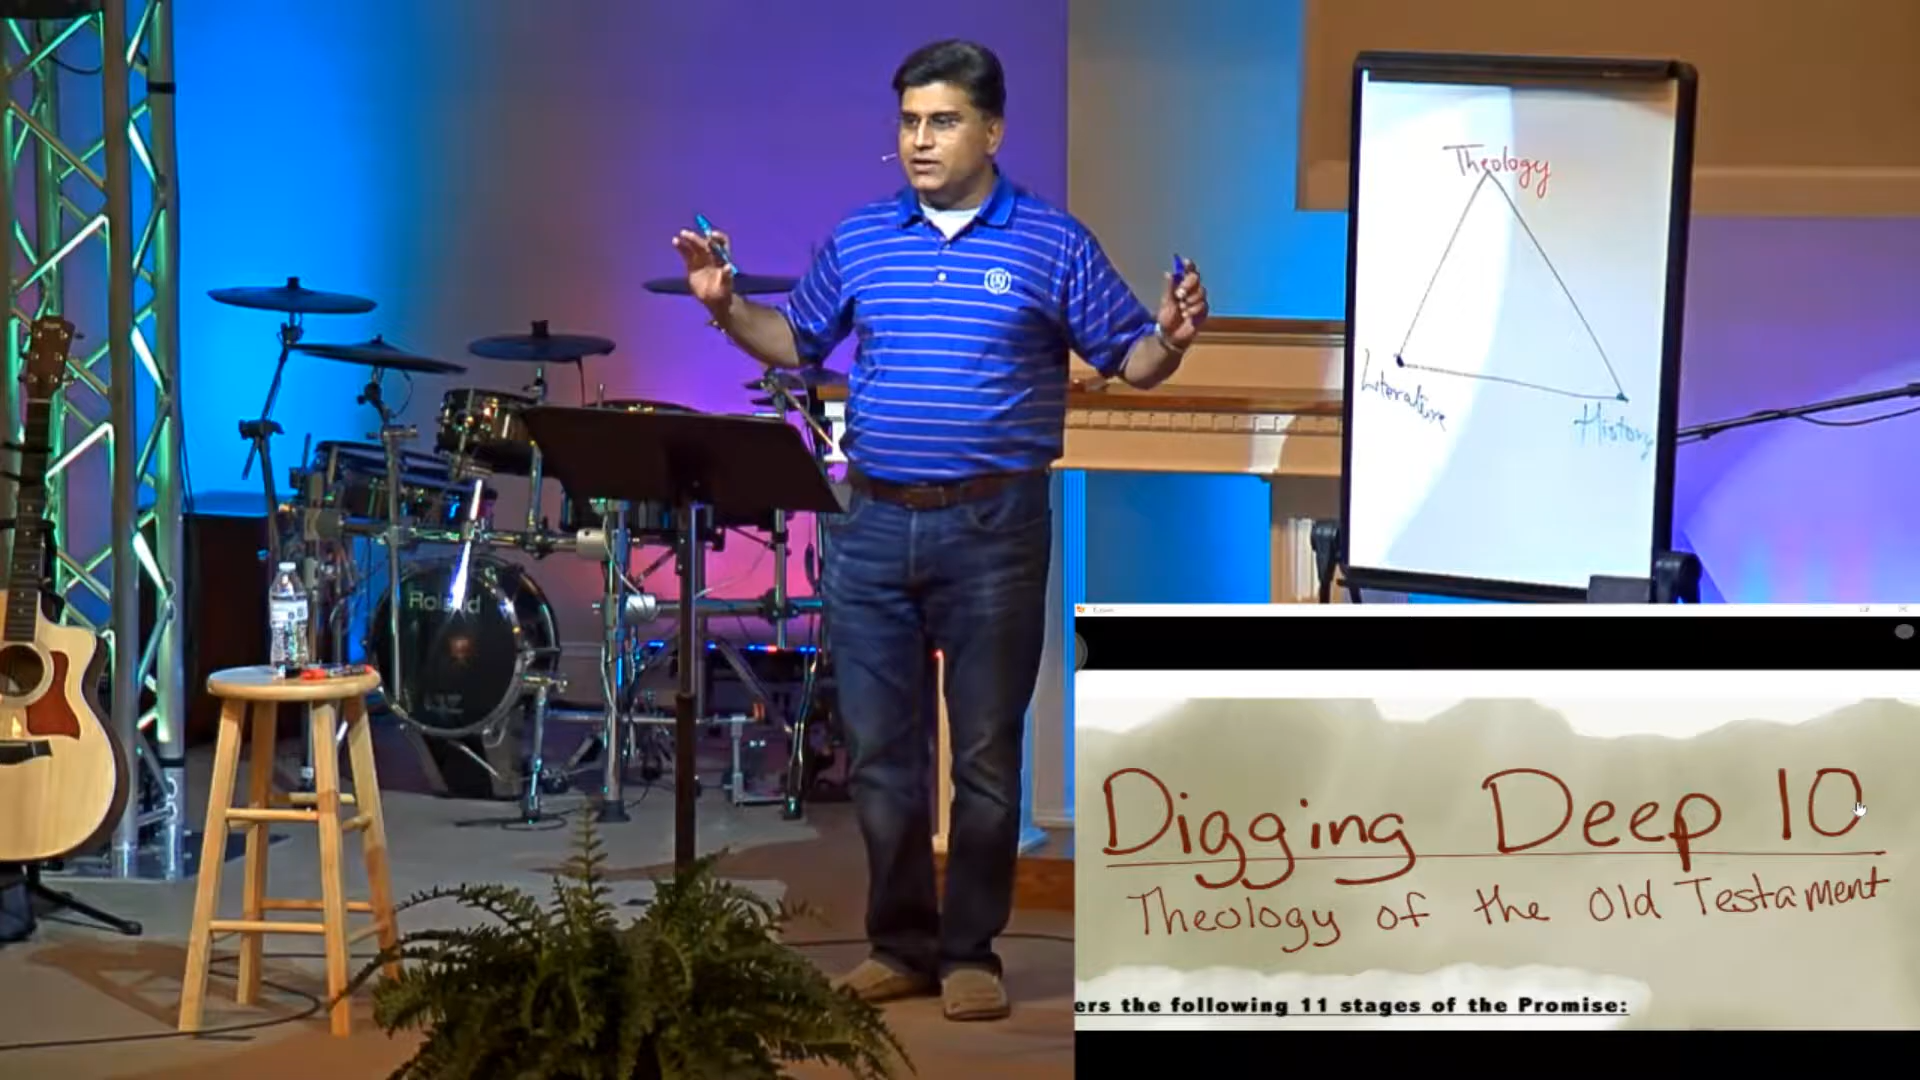 Theology
Literature
History
Roland
Digging Deep 10
Theology of the Old Testament
ers the following 11 stages of the Promise: